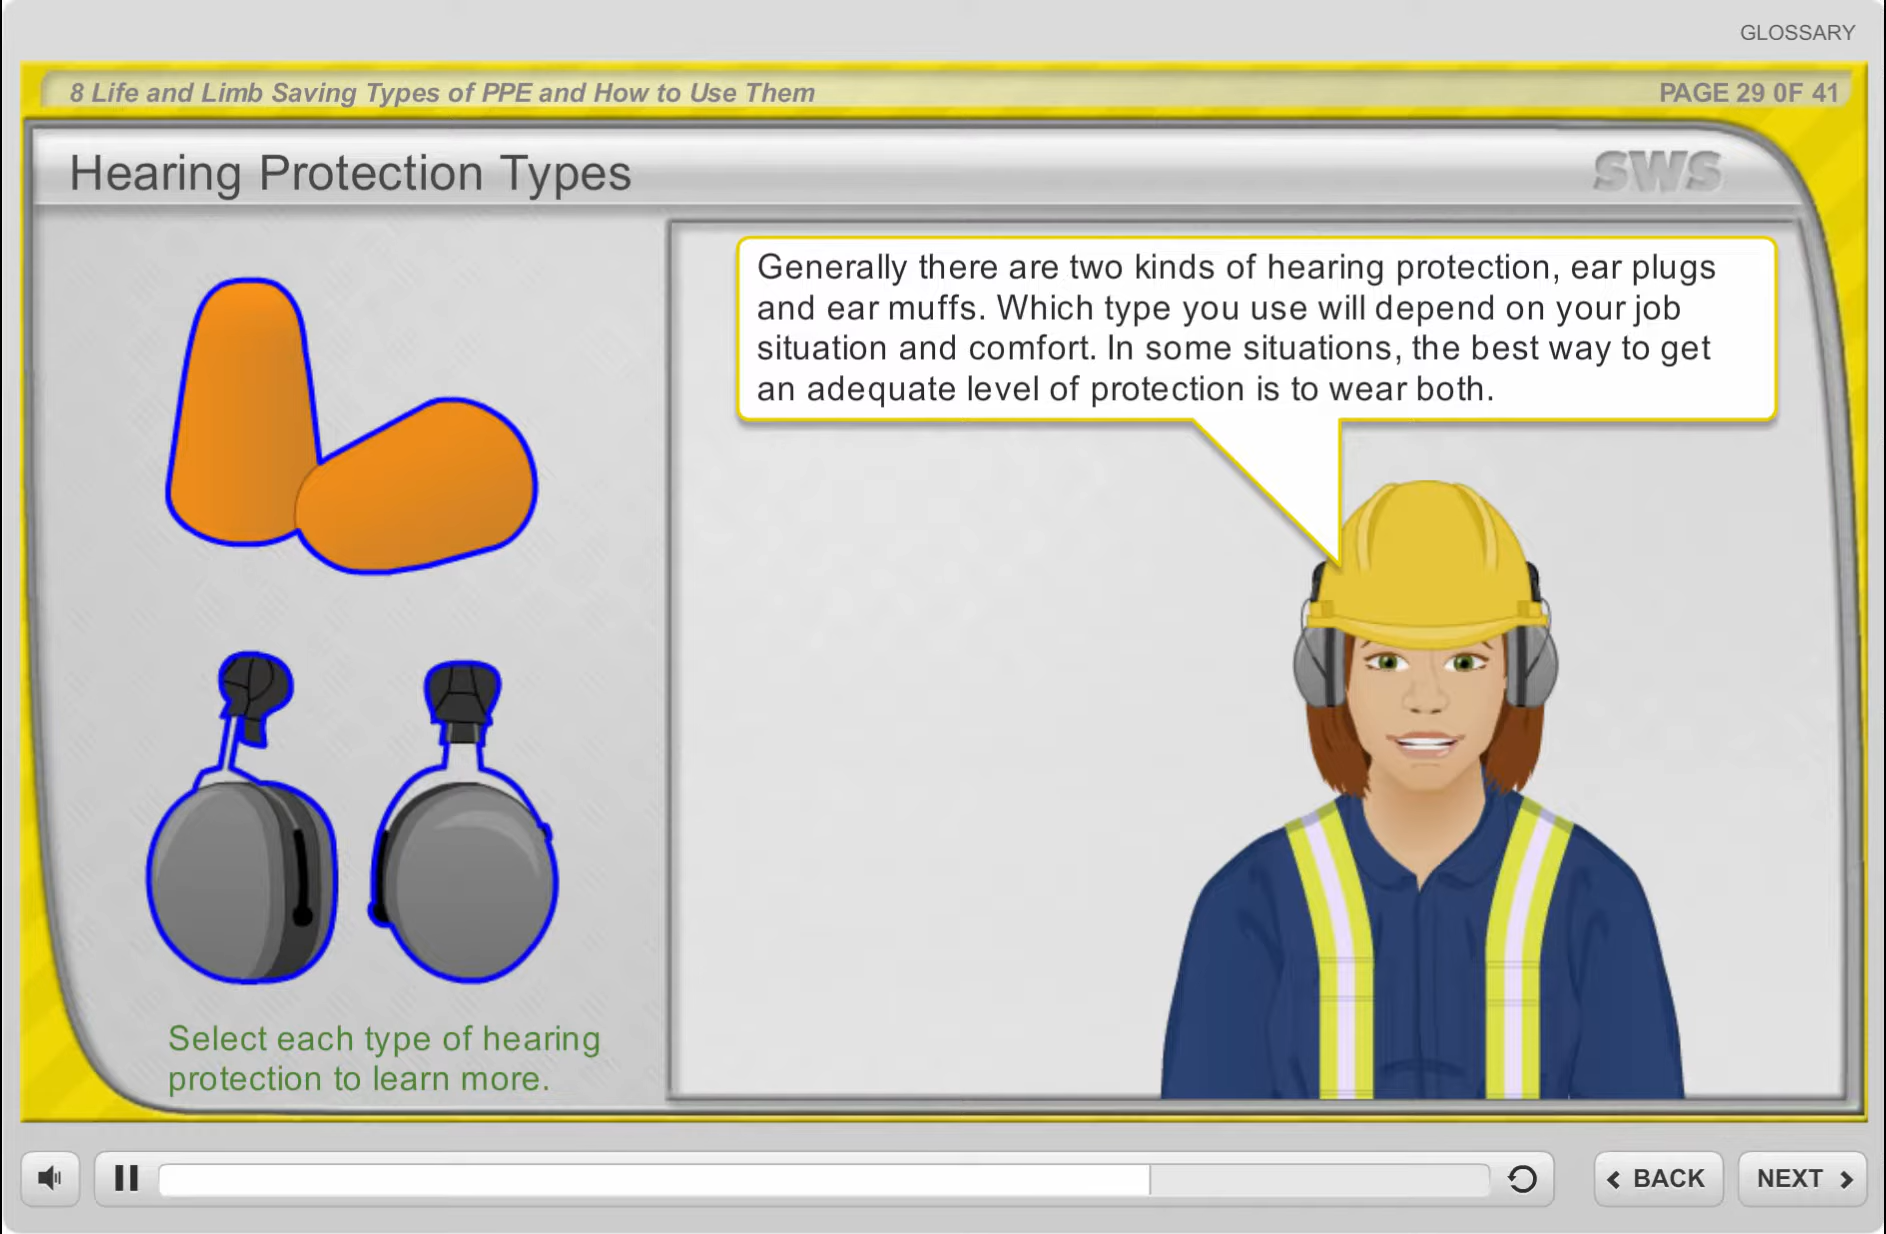 GLOSSARY
8 Life and Limb Saving Types of PPE and How to Use Them
PAGE 29 0F 41
Hearing Protection Types
SWS
Generally there are two kinds of hearing protection, ear plugs
and ear muffs. Which type you use will depend on your job
situation and comfort. In some situations, the best way to get
an adequate level of protection is to wear both.
Select each type of hearing
protection to learn more.
BACK
NEXT